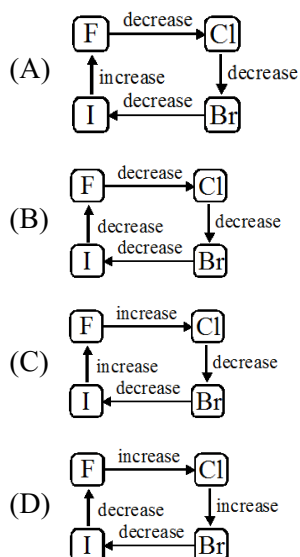 decrease
F Cl
(A) increase decrease
decrease
I Br
decrease
F Cl
(B) decrease decrease
decrease
I Br
increase
F Cl
(C) increase decrease
decrease
I Br
increase
F Cl
(D) decrease increase
decrease
I Br